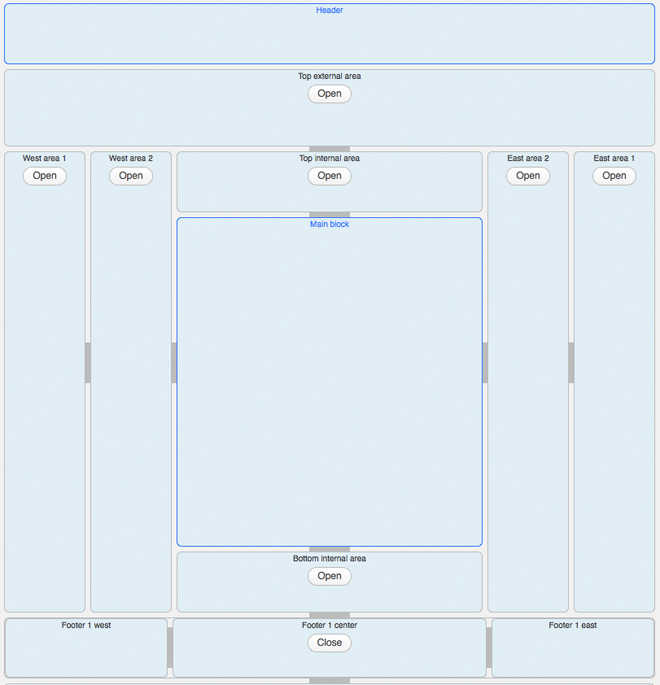 Header
Top external area
Open
West area 1
West area 2
Top internal area
East area 2
East area 1
Open
Open
Open
Open
Open
Main block
Bottom internal area
Open
Footer 1 west
Footer 1 center
Footer 1 east
Close